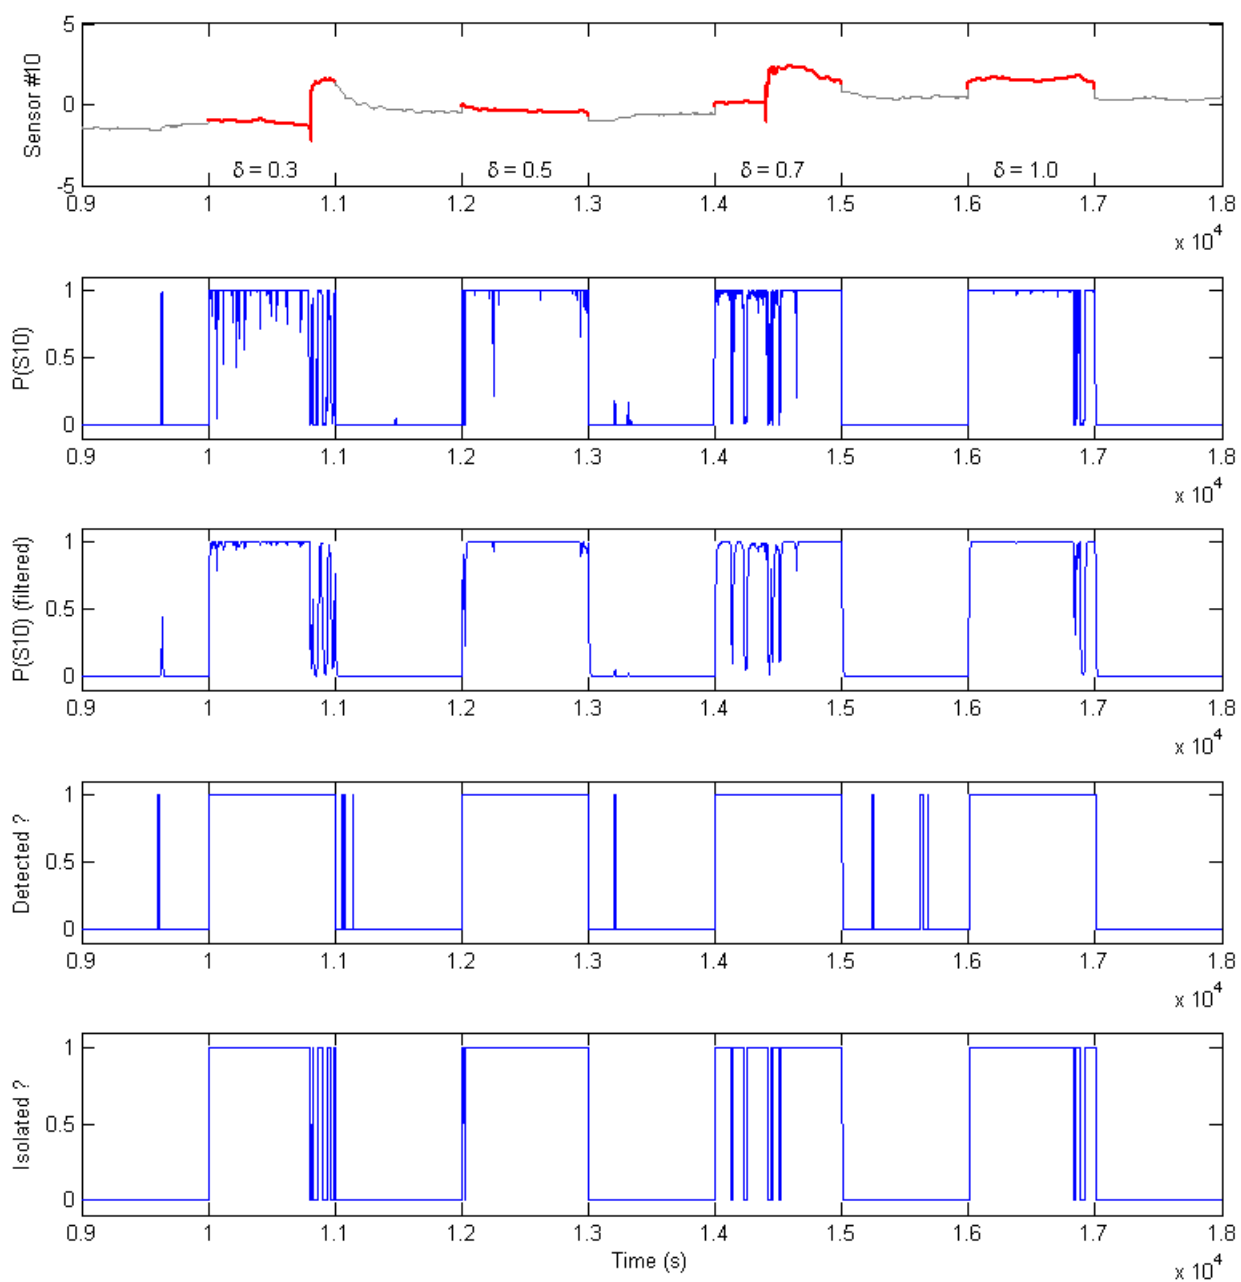 5
0
-5
Sensor #10
δ = 0.3 δ = 0.5 δ = 0.7 δ = 1.0
0.9 1 1.1 1.2 1.3 1.4 1.5 1.6 1.7 1.8
x 10^4
1
0.5
0
P(S10)
0.9 1 1.1 1.2 1.3 1.4 1.5 1.6 1.7 1.8
x 10^4
1
0.5
0
P(S10) (filtered)
0.9 1 1.1 1.2 1.3 1.4 1.5 1.6 1.7 1.8
x 10^4
1
0.5
0
Detected ?
0.9 1 1.1 1.2 1.3 1.4 1.5 1.6 1.7 1.8
x 10^4
1
0.5
0
Isolated ?
0.9 1 1.1 1.2 1.3 1.4 1.5 1.6 1.7 1.8
Time (s)
x 10^4